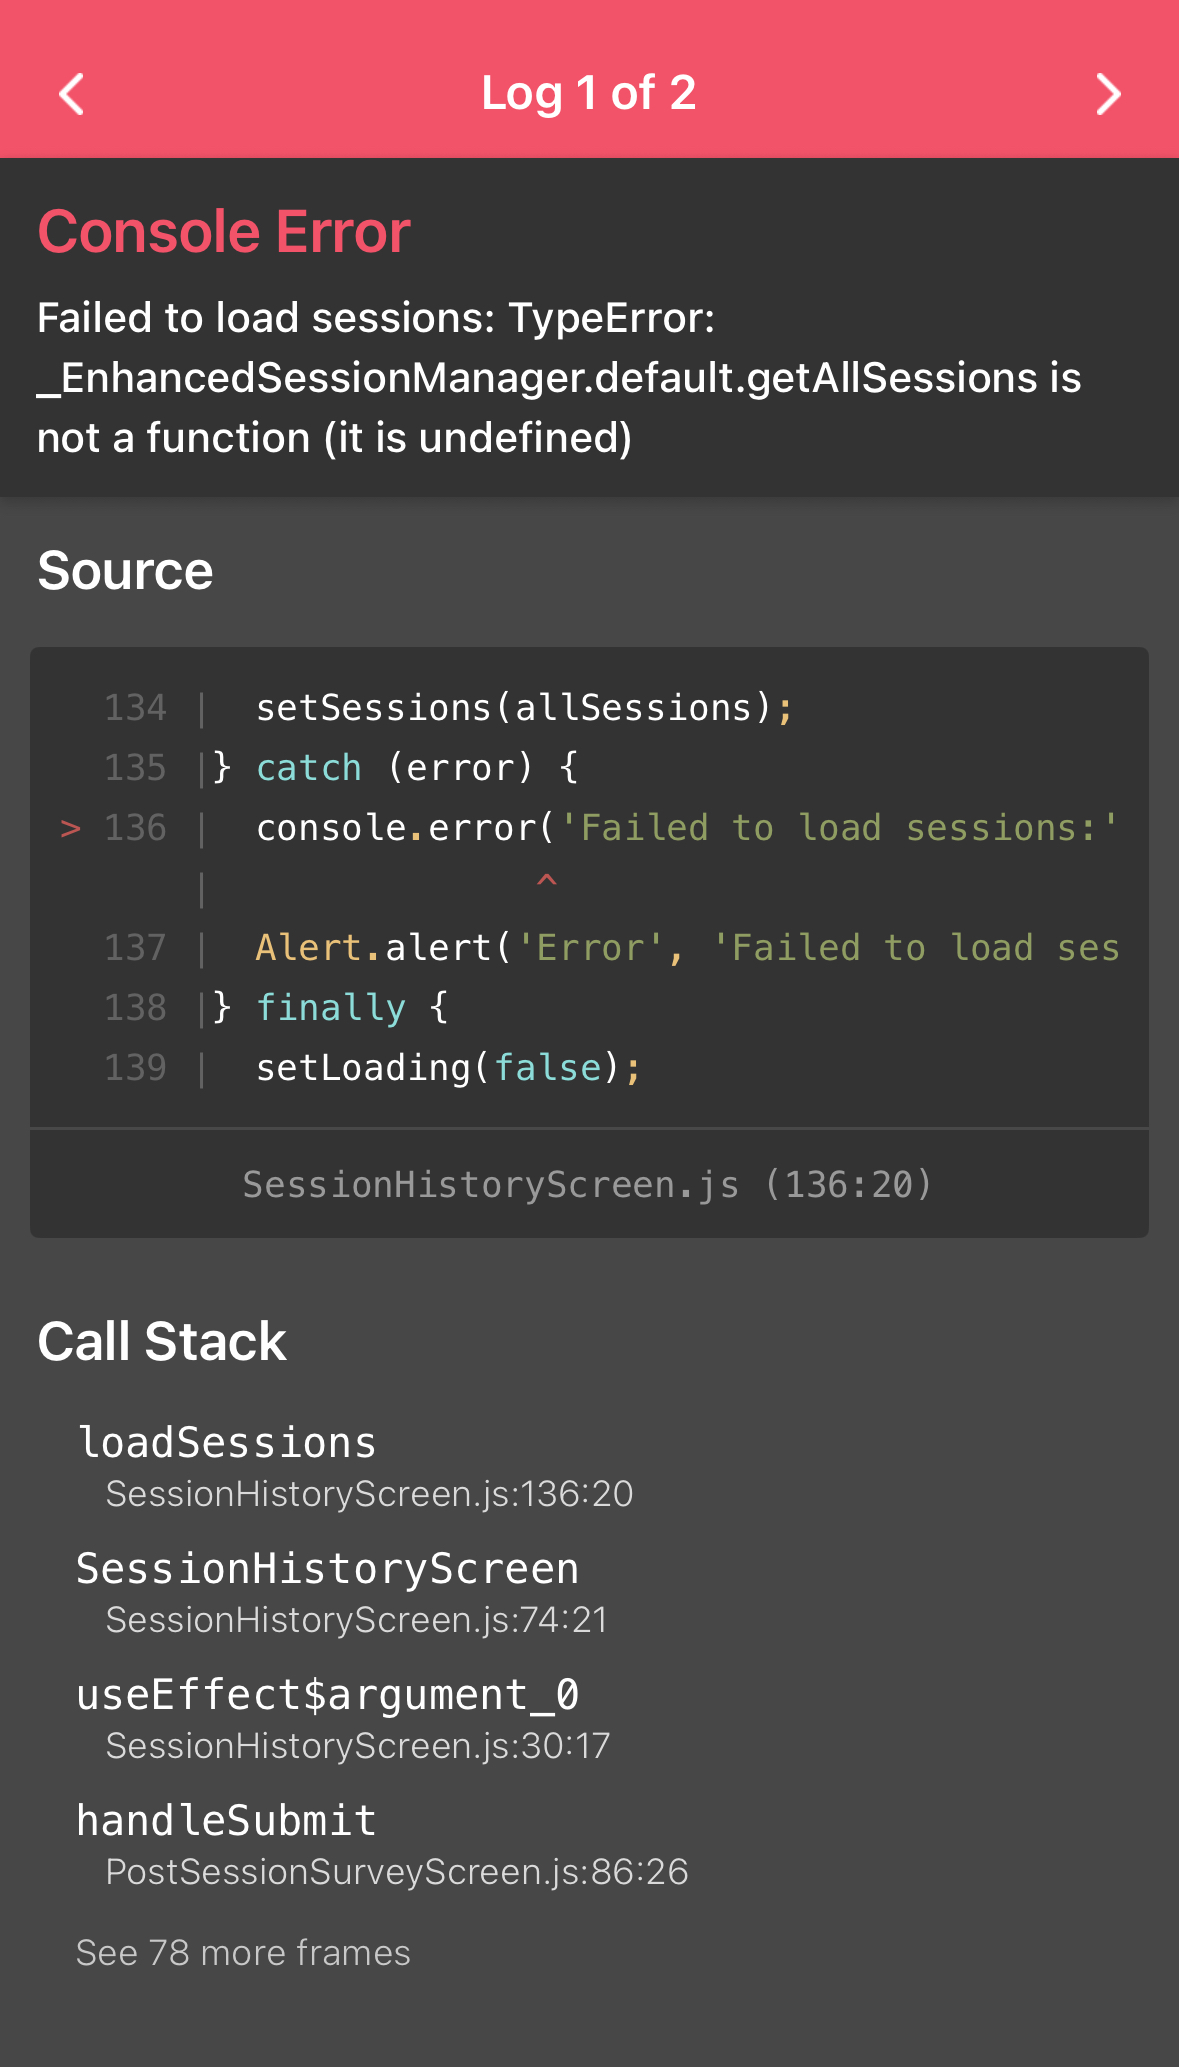 Log 1 of 2
Console Error
Failed to load sessions: TypeError:
_EnhancedSessionManager.default.getAllSessions is
not a function (it is undefined)
Source
134 |  setSessions(allSessions);
135 |} catch (error) {
> 136 |  console.error('Failed to load sessions:'
|               ^
137 |  Alert.alert('Error', 'Failed to load ses
138 |} finally {
139 |  setLoading(false);
SessionHistoryScreen.js (136:20)
Call Stack
loadSessions
SessionHistoryScreen.js:136:20
SessionHistoryScreen
SessionHistoryScreen.js:74:21
useEffect$argument_0
SessionHistoryScreen.js:30:17
handleSubmit
PostSessionSurveyScreen.js:86:26
See 78 more frames